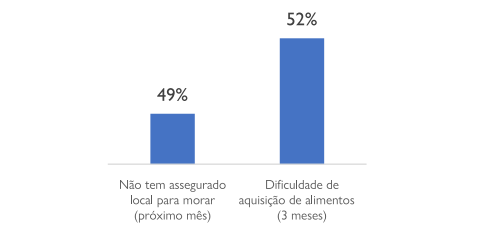 52%
49%
Não tem assegurado
local para morar
(próximo mês)
Dificuldade de
aquisição de alimentos
(3 meses)